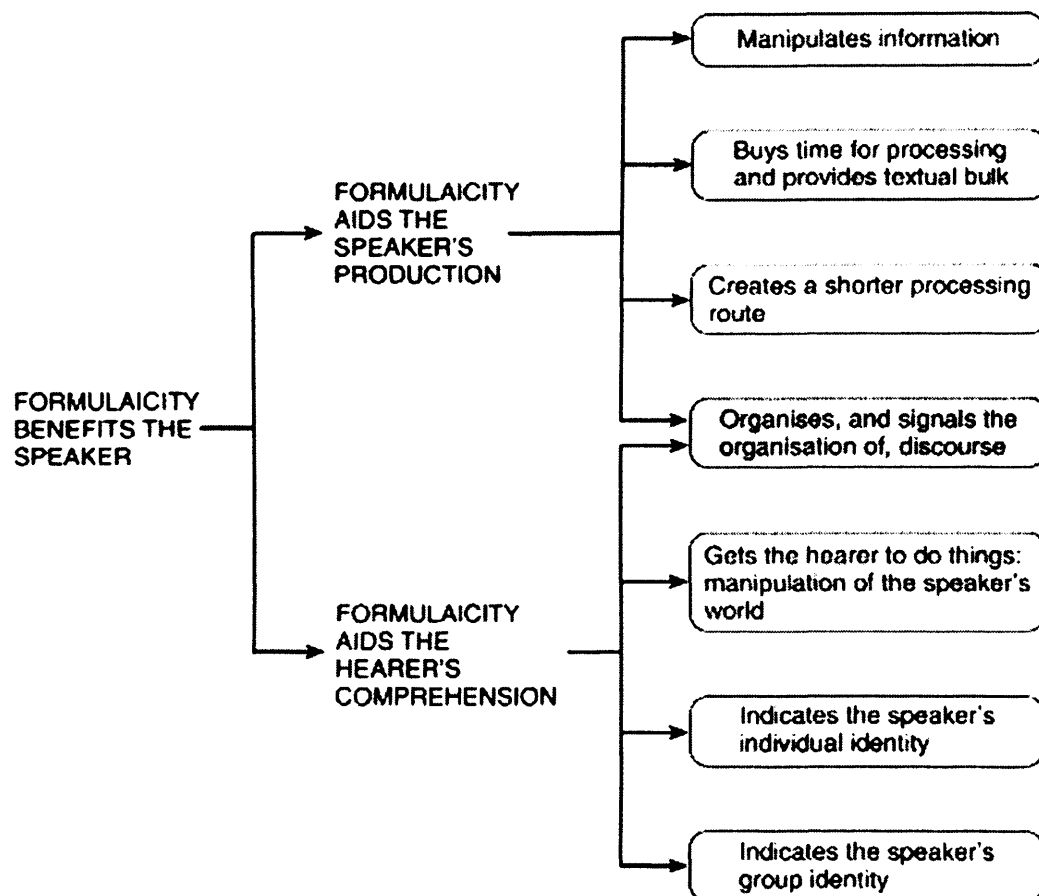 FORMULAICITY
BENEFITS THE
SPEAKER
FORMULAICITY
AIDS THE
SPEAKER'S
PRODUCTION
FORMULAICITY
AIDS THE
HEARER'S
COMPREHENSION
Manipulates information
Buys time for processing
and provides textual bulk
Creates a shorter processing
route
Organises, and signals the
organisation of, discourse
Gets the hearer to do things:
manipulation of the speaker's
world
Indicates the speaker's
individual identity
Indicates the speaker's
group identity